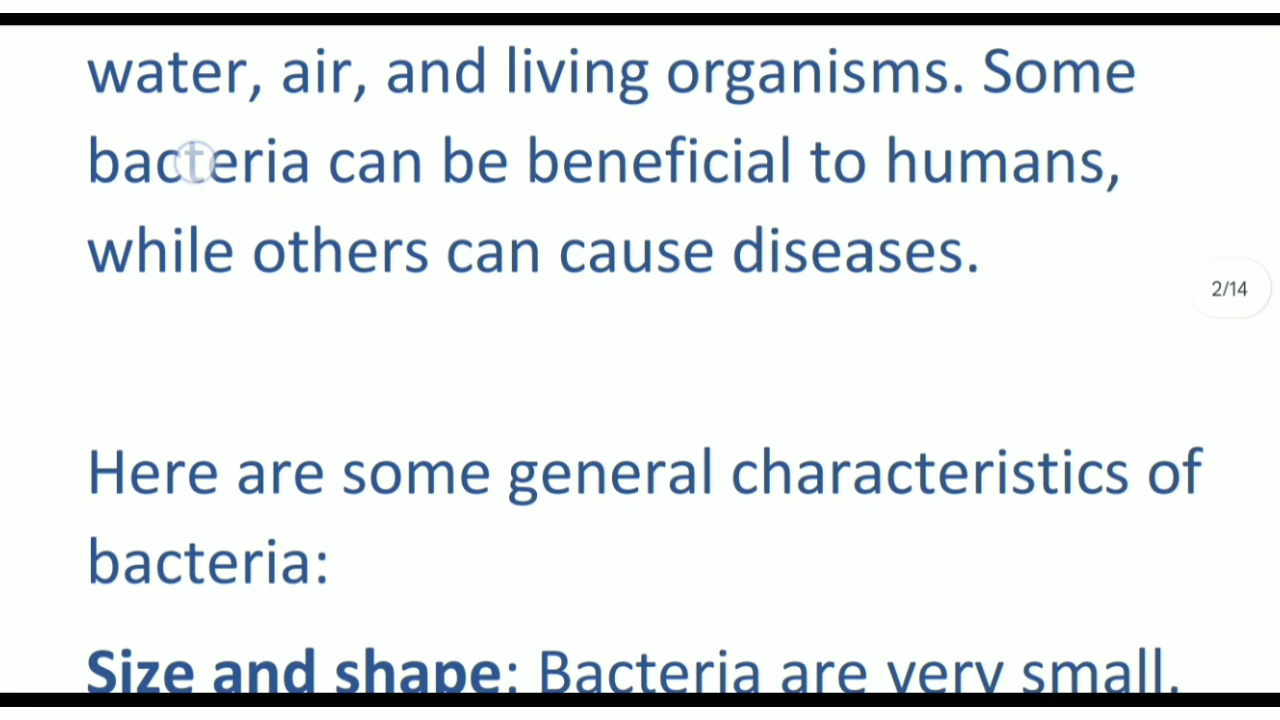 water, air, and living organisms. Some
bacteria can be beneficial to humans,
while others can cause diseases.
2/14
Here are some general characteristics of
bacteria:
Size and shape: Bacteria are very small,